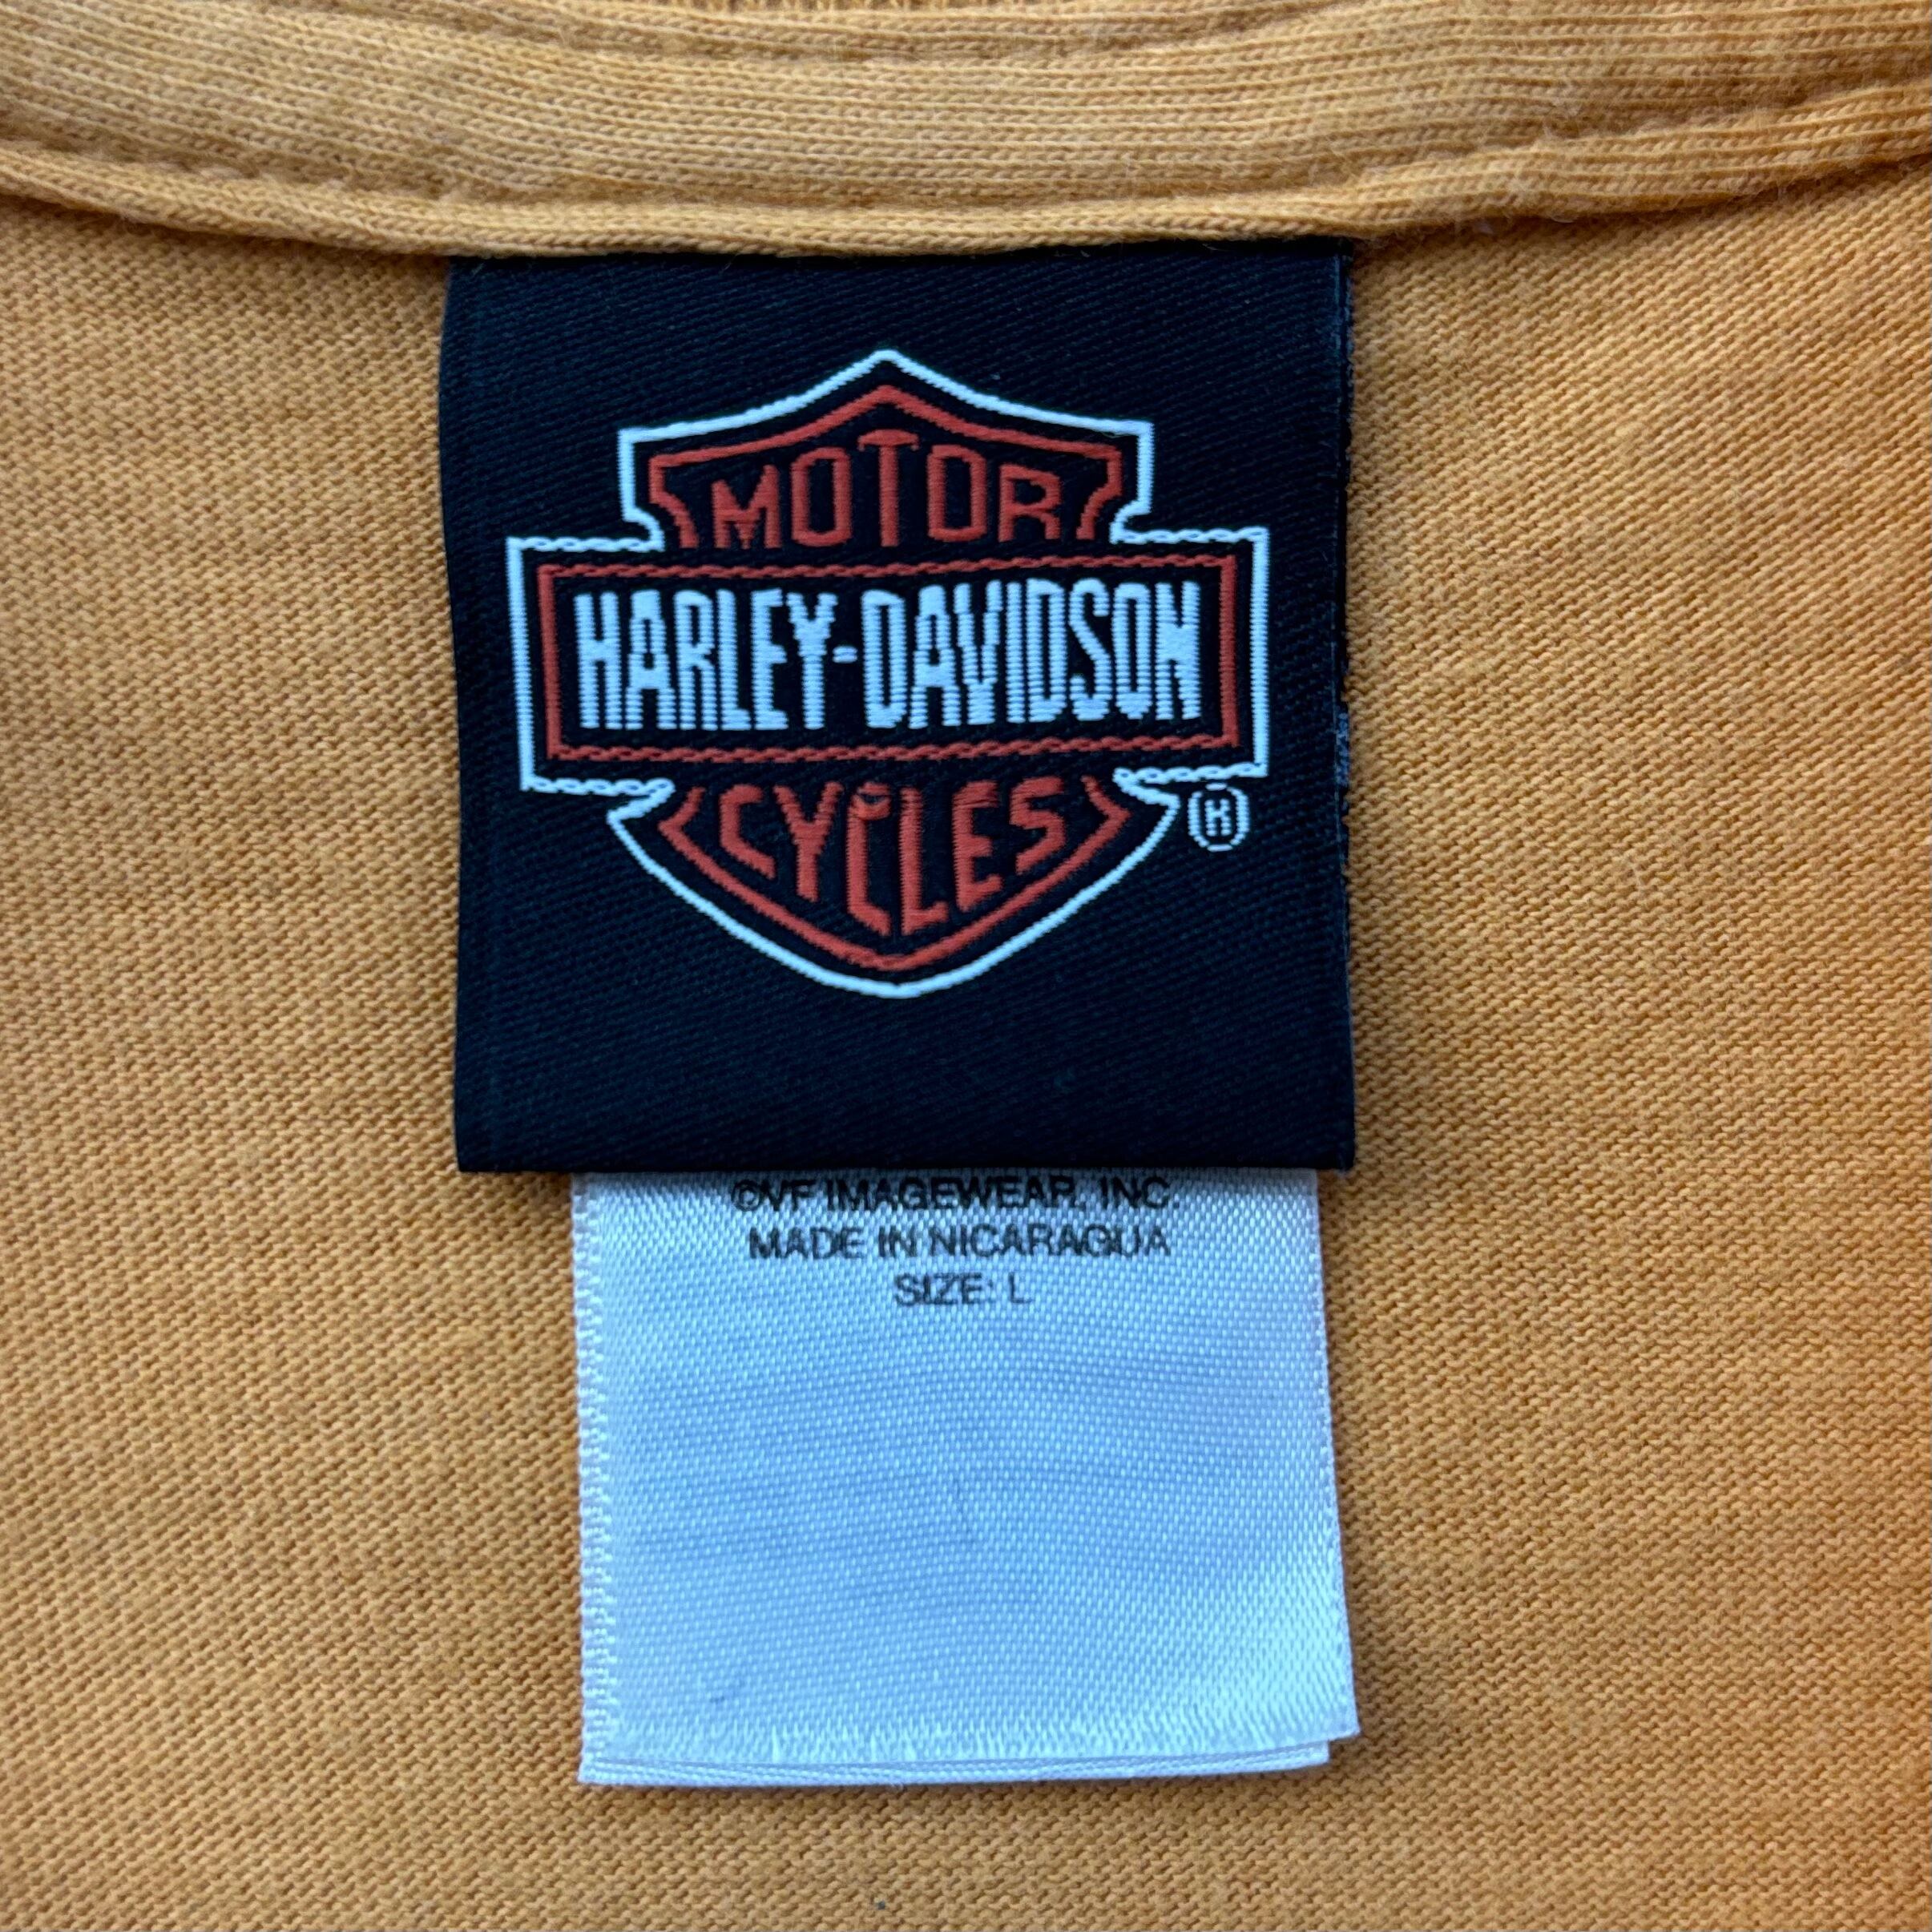 MOTOR
HARLEY-DAVIDSON
CYCLES
®
©VF IMAGEWEAR, INC.
MADE IN NICARAGUA
SIZE: L